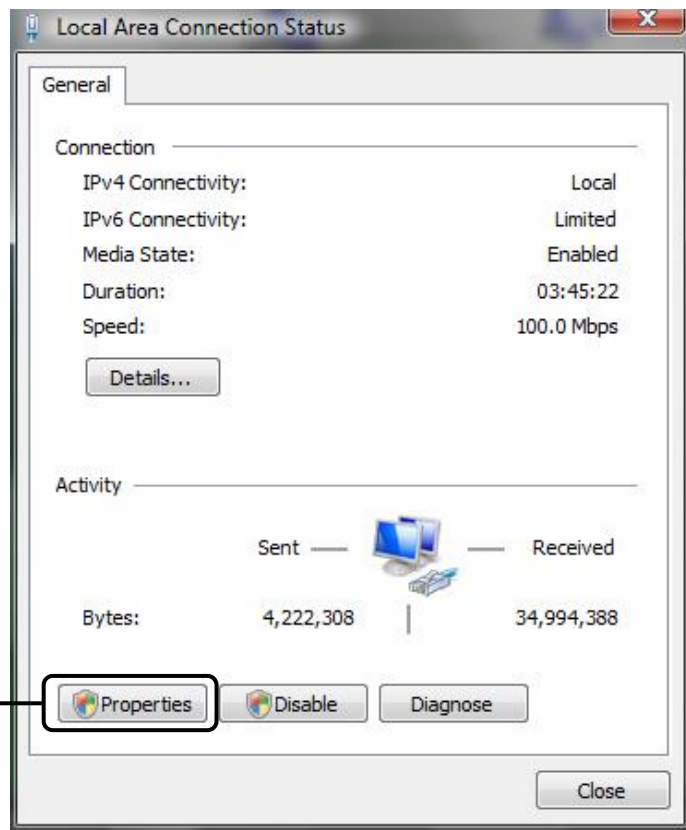 Local Area Connection Status
General
Connection
IPv4 Connectivity: Local
IPv6 Connectivity: Limited
Media State: Enabled
Duration: 03:45:22
Speed: 100.0 Mbps
Details...
Activity
Sent Received
Bytes: 4,222,308 34,994,388
Properties Disable Diagnose
Close